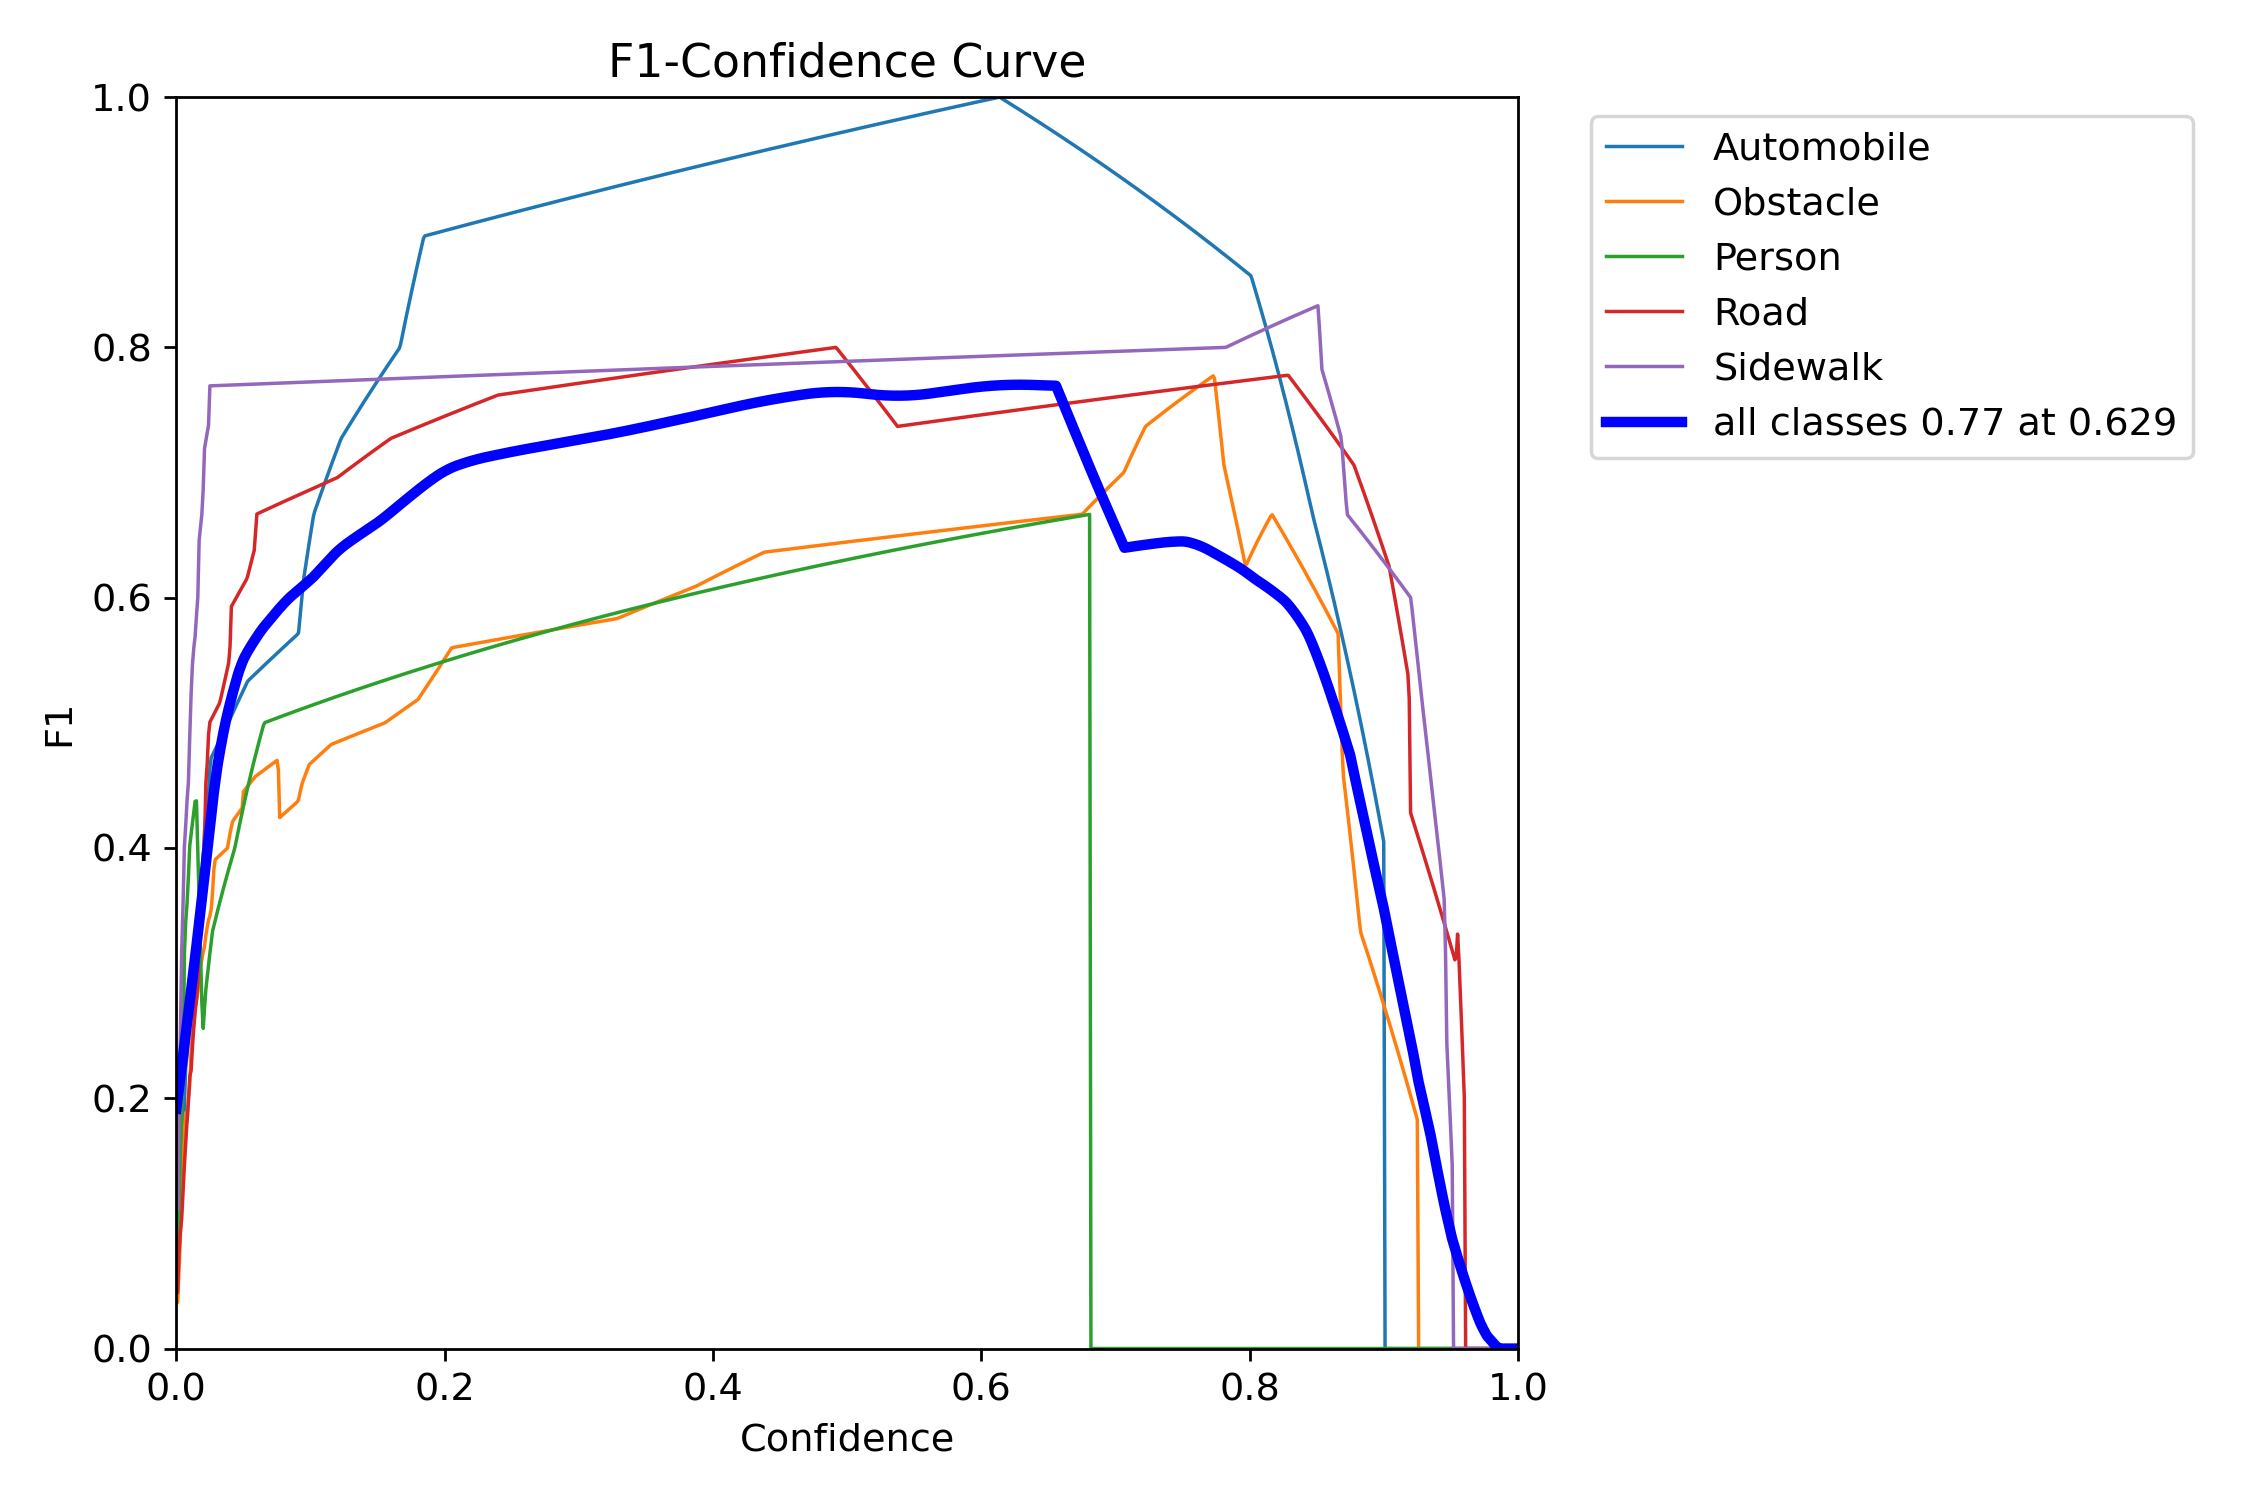 F1-Confidence Curve
1.0
0.8
0.6
0.4
0.2
0.0
F1
0.0 0.2 0.4 0.6 0.8 1.0
Confidence
Automobile
Obstacle
Person
Road
Sidewalk
all classes 0.77 at 0.629